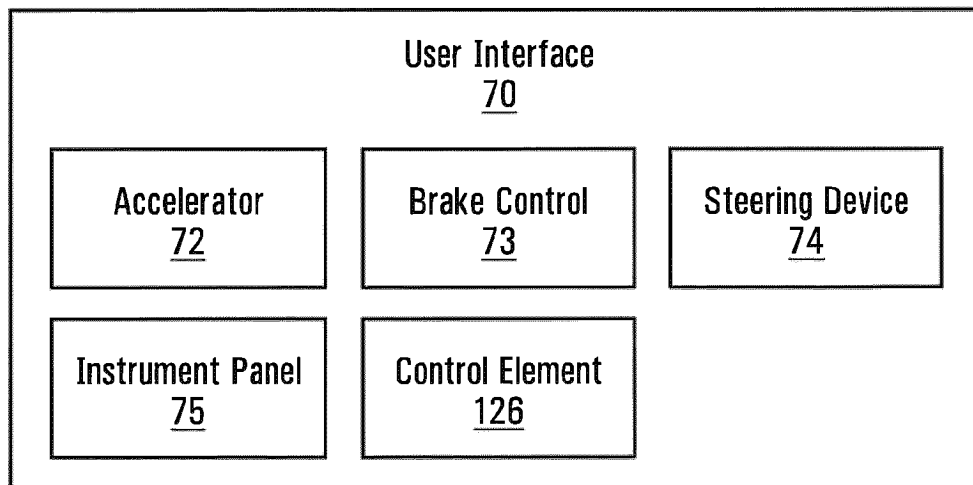 User Interface
70
Accelerator
72
Brake Control
73
Steering Device
74
Instrument Panel
75
Control Element
126